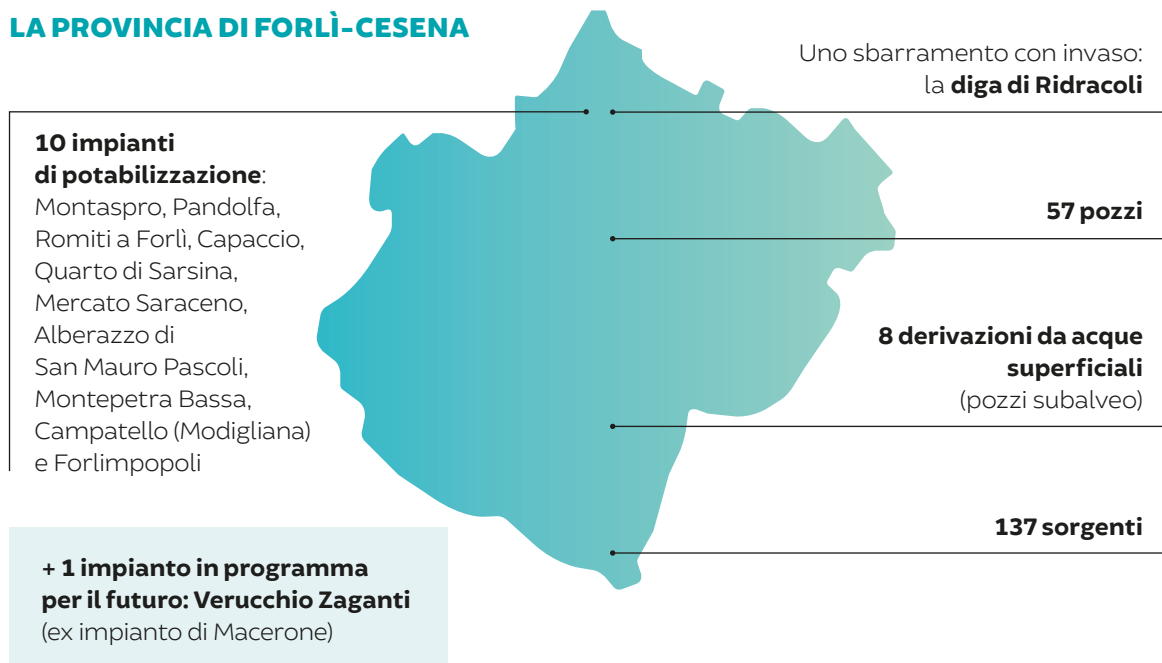 LA PROVINCIA DI FORLÌ-CESENA
10 impianti
di potabilizzazione:
Montaspro, Pandolfa,
Romiti a Forlì, Capaccio,
Quarto di Sarsina,
Mercato Saraceno,
Alberazzo di
San Mauro Pascoli,
Montepetra Bassa,
Campatello (Modigliana)
e Forlimpopoli
+ 1 impianto in programma
per il futuro: Verucchio Zaganti
(ex impianto di Macerone)
Uno sbarramento con invaso:
la diga di Ridracoli
57 pozzi
8 derivazioni da acque
superficiali
(pozzi subalveo)
137 sorgenti